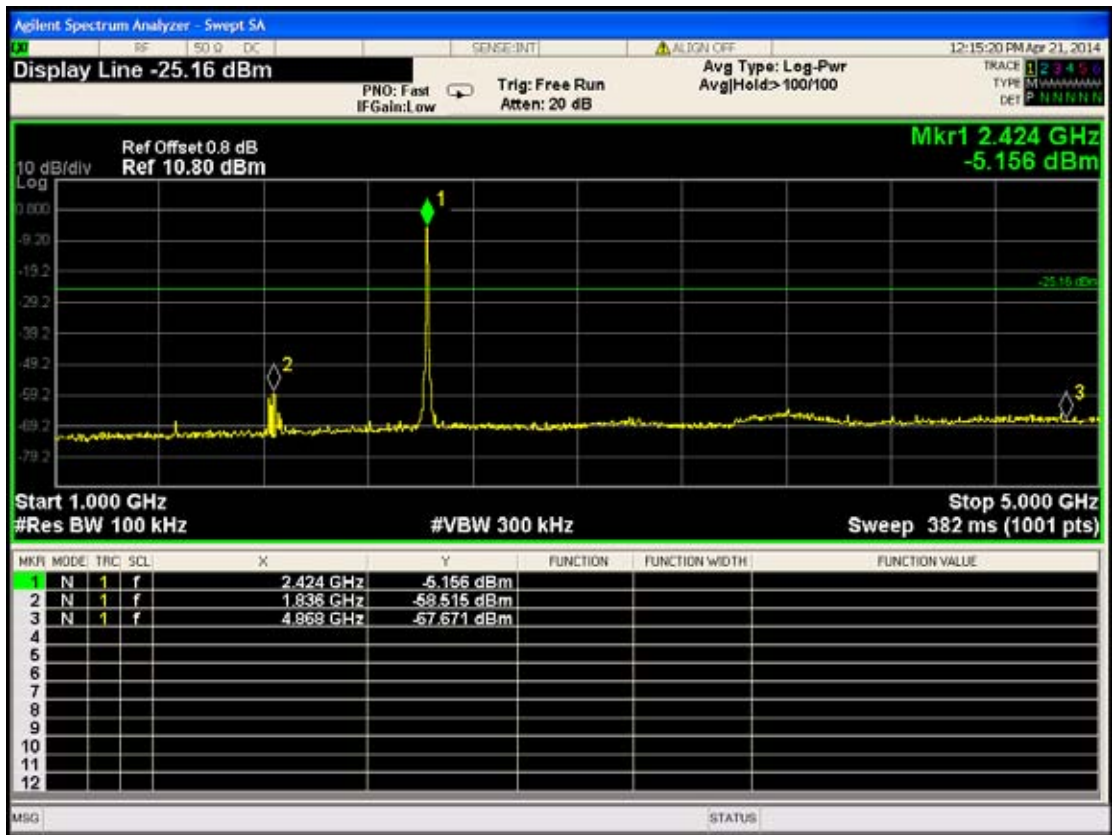 Agilent Spectrum Analyzer - Swept SA
RF 50 Ω DC SENSE:INT ALIGN OFF 12:15:20 PM Apr 21, 2014
Display Line -25.16 dBm
PNO: Fast
IFGain:Low
Trig: Free Run
Atten: 20 dB
Avg Type: Log-Pwr
Avg|Hold:> 100/100
TRACE 1 2 3 4 5 6
TYPE M
DET P N N N N N
Mkr1 2.424 GHz
-5.156 dBm
Ref Offset 0.8 dB
10 dB/div Ref 10.80 dBm
Log
0.800
-9.20
-19.2
-29.2
-39.2
-49.2
-59.2
-69.2
-79.2
1
-25.16 dBm
2
3
Start 1.000 GHz Stop 5.000 GHz
#Res BW 100 kHz #VBW 300 kHz Sweep 382 ms (1001 pts)
MKR MODE TRC SCL X Y FUNCTION FUNCTION WIDTH FUNCTION VALUE
1 N 1 f 2.424 GHz -5.156 dBm
2 N 1 f 1.836 GHz -58.515 dBm
3 N 1 f 4.868 GHz -67.671 dBm
4
5
6
7
8
9
10
11
12
MSG STATUS